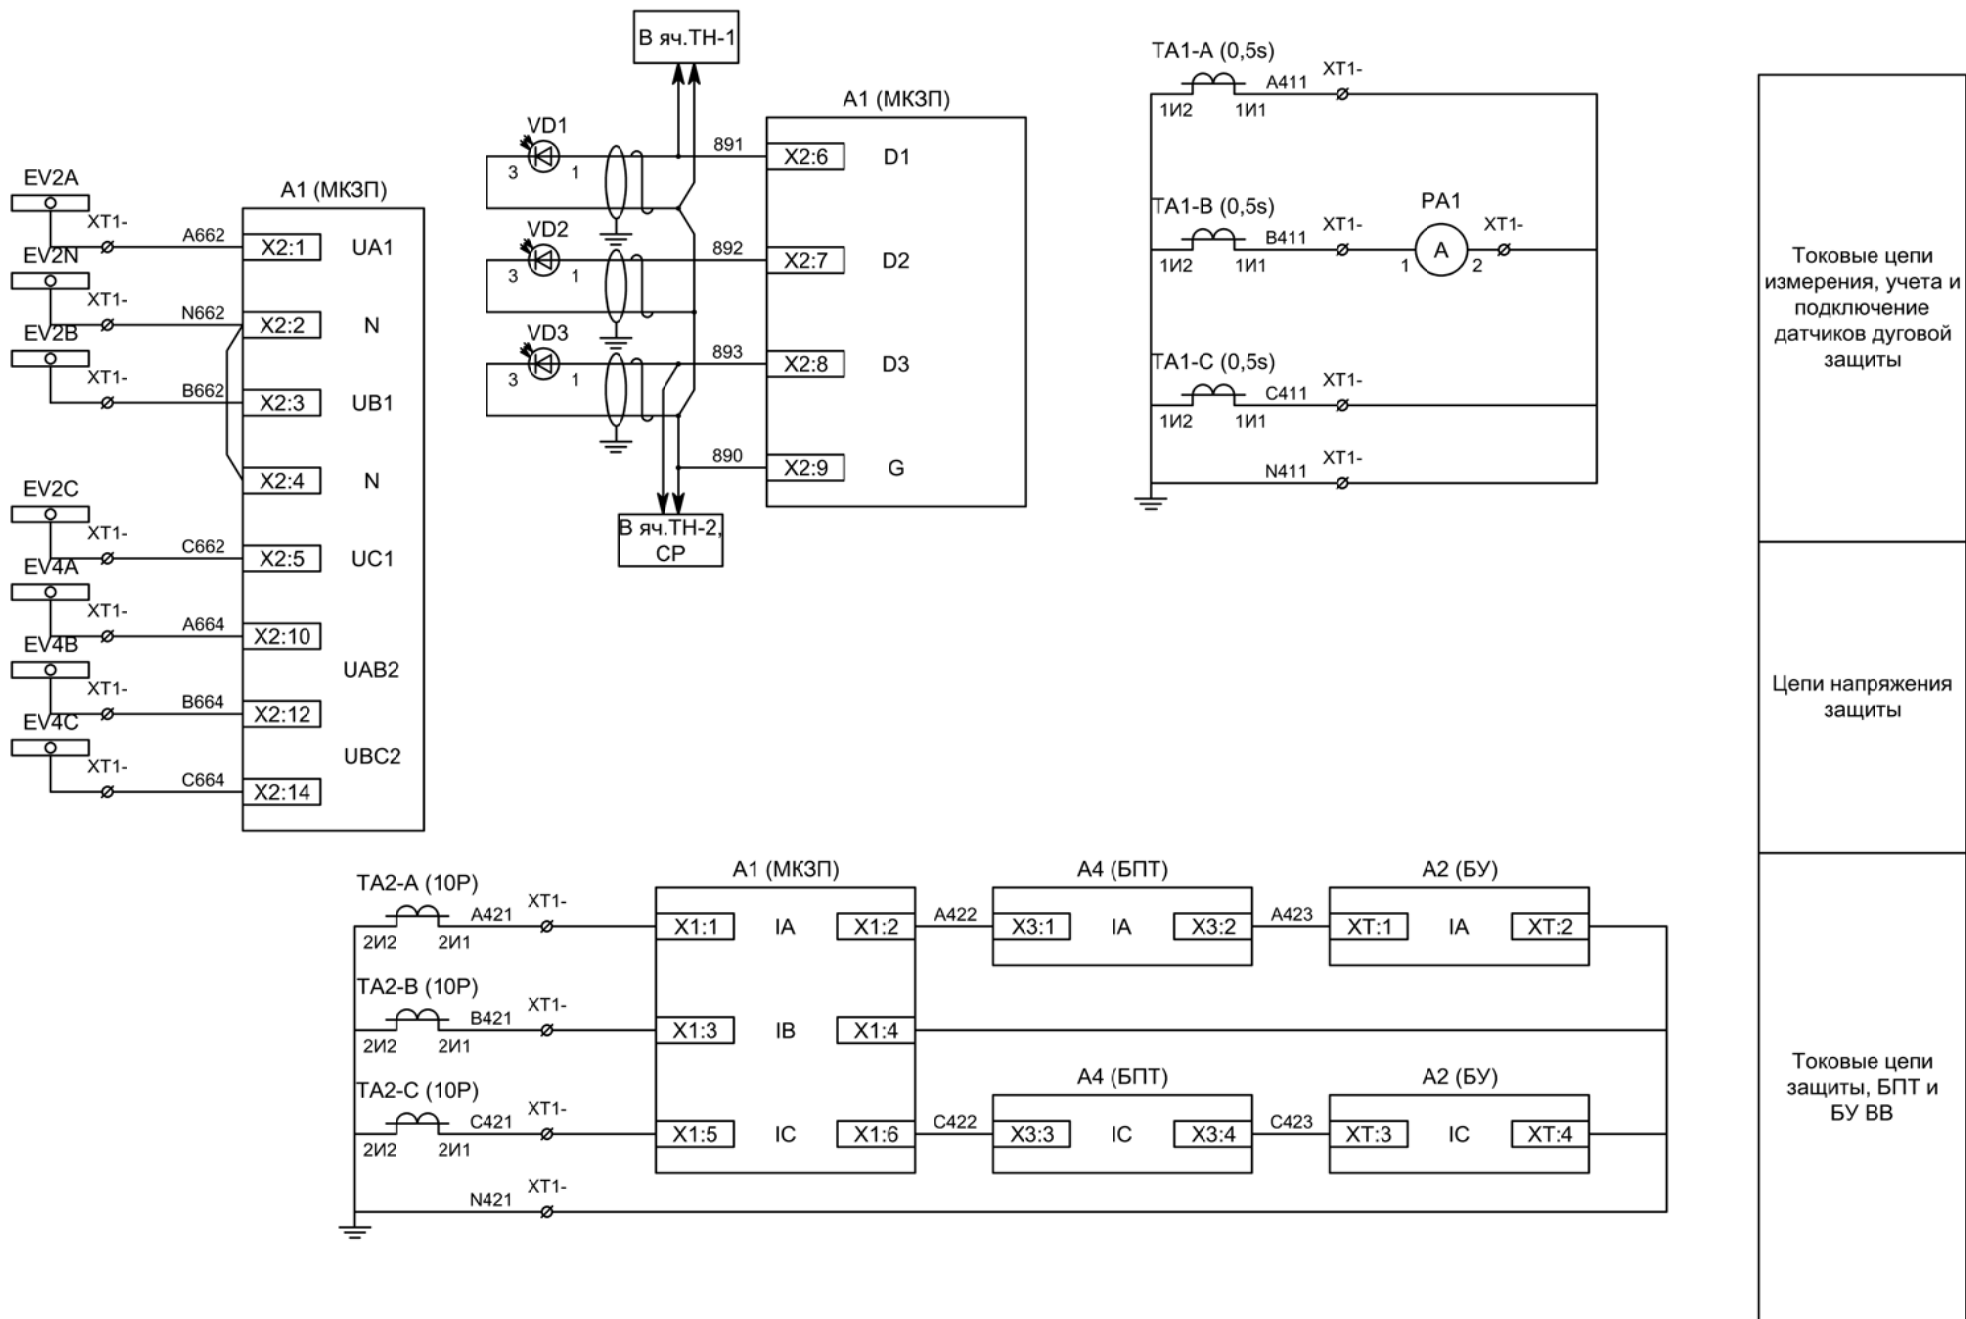 EV2A
XT1-
A662
EV2N
XT1-
N662
EV2B
XT1-
B662
EV2C
XT1-
C662
EV4A
XT1-
A664
EV4B
XT1-
B664
EV4C
XT1-
C664
A1 (МКЗП)
X2:1 UA1
X2:2 N
X2:3 UB1
X2:4 N
X2:5 UC1
X2:10
UAB2
X2:12
UBC2
X2:14
В яч.ТН-1
VD1
3 1
891
VD2
3 1
892
VD3
3 1
893
890
A1 (МКЗП)
X2:6 D1
X2:7 D2
X2:8 D3
X2:9 G
В яч.ТН-2,
СР
TA1-A (0,5s)
1И2 1И1
A411
XT1-
TA1-B (0,5s)
1И2 1И1
B411
XT1-
PA1
1 A 2
XT1-
TA1-C (0,5s)
1И2 1И1
C411
XT1-
N411
XT1-
Токовые цепи
измерения, учета и
подключение
датчиков дуговой
защиты
Цепи напряжения
защиты
Токовые цепи
защиты, БПТ и
БУ ВВ
TA2-A (10P)
2И2 2И1
A421
XT1-
A1 (МКЗП)
X1:1 IA X1:2
A422
A4 (БПТ)
X3:1 IA X3:2
A423
A2 (БУ)
XT:1 IA XT:2
TA2-B (10P)
2И2 2И1
B421
XT1-
X1:3 IB X1:4
TA2-C (10P)
2И2 2И1
C421
XT1-
X1:5 IC X1:6
C422
A4 (БПТ)
X3:3 IC X3:4
C423
A2 (БУ)
XT:3 IC XT:4
N421
XT1-